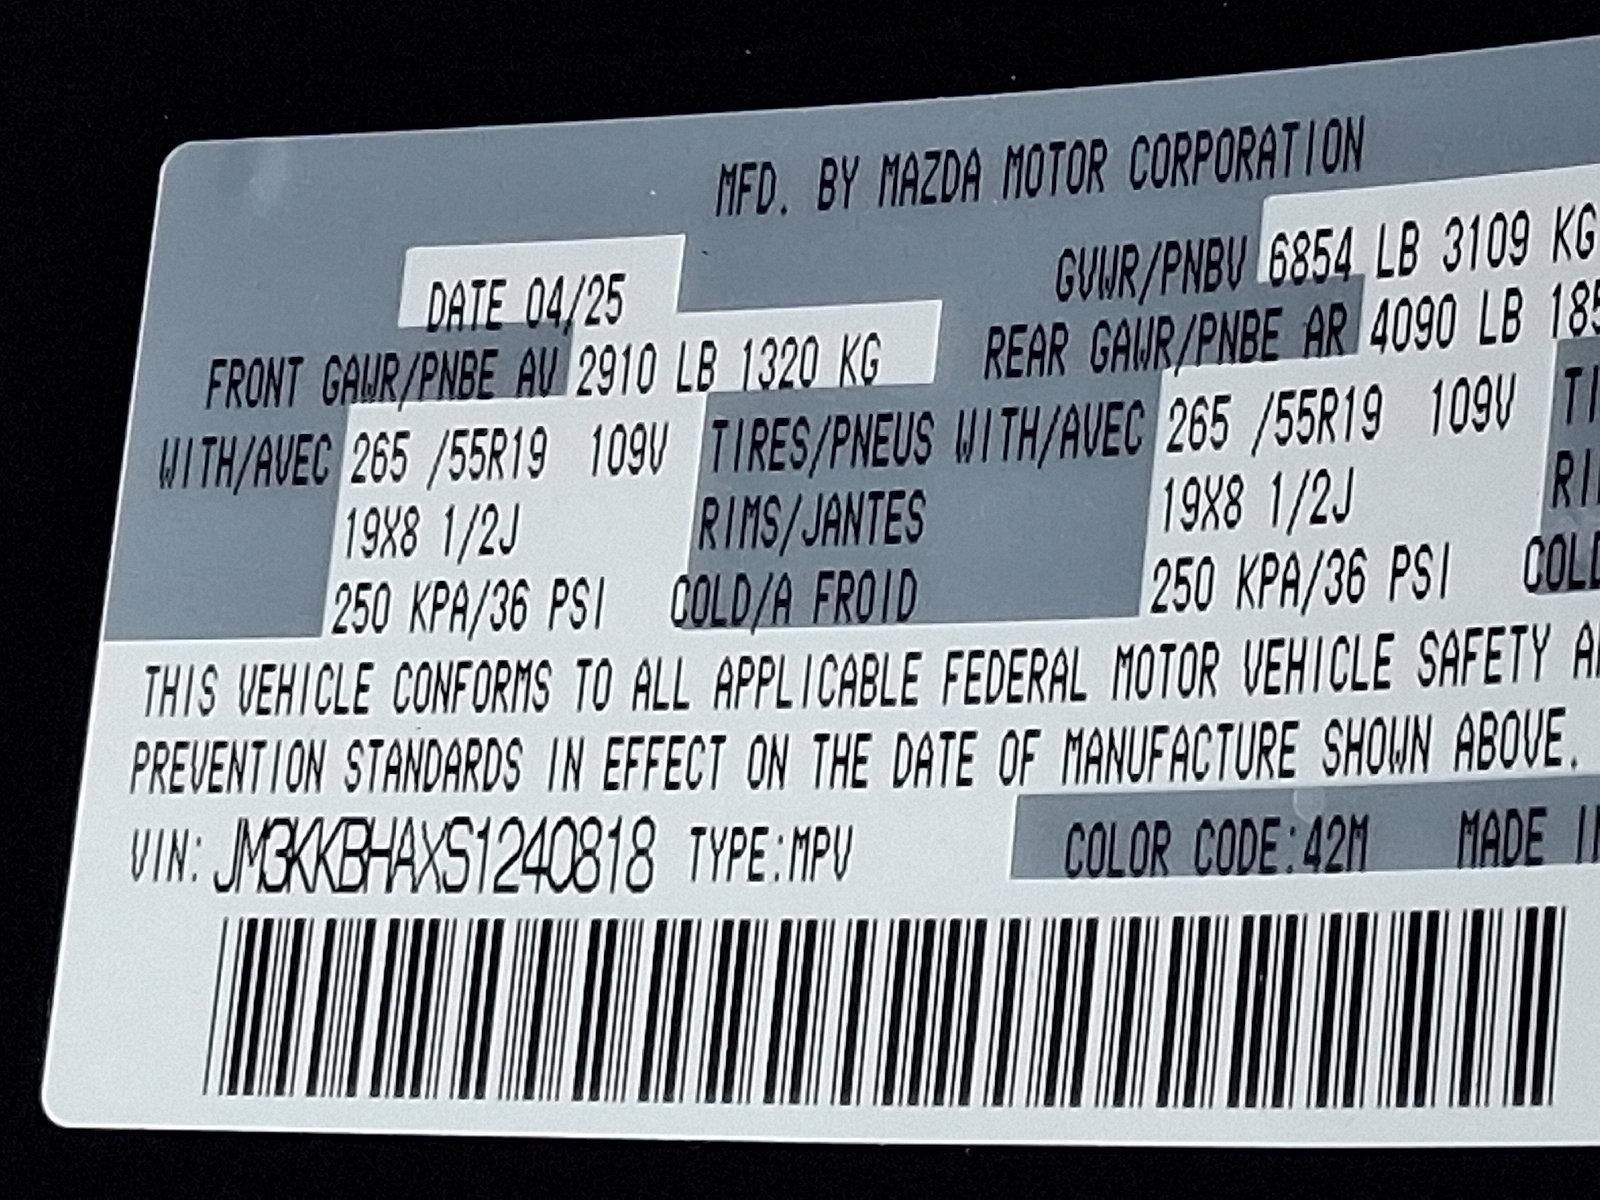 MFD. BY MAZDA MOTOR CORPORATION
DATE 04/25 GVWR/PNBV 6854 LB 3109 KG
FRONT GAWR/PNBE AV 2910 LB 1320 KG REAR GAWR/PNBE AR 4090 LB
WITH/AVEC 265 /55R19 109V TIRES/PNEUS WITH/AVEC 265 /55R19 109V
19X8 1/2J RIMS/JANTES 19X8 1/2J
250 KPA/36 PSI COLD/A FROID 250 KPA/36 PSI COLD
THIS VEHICLE CONFORMS TO ALL APPLICABLE FEDERAL MOTOR VEHICLE SAFETY
PREVENTION STANDARDS IN EFFECT ON THE DATE OF MANUFACTURE SHOWN ABOVE.
VIN: JM3KKBHAXS1240818 TYPE:MPV COLOR CODE:42M MADE IN